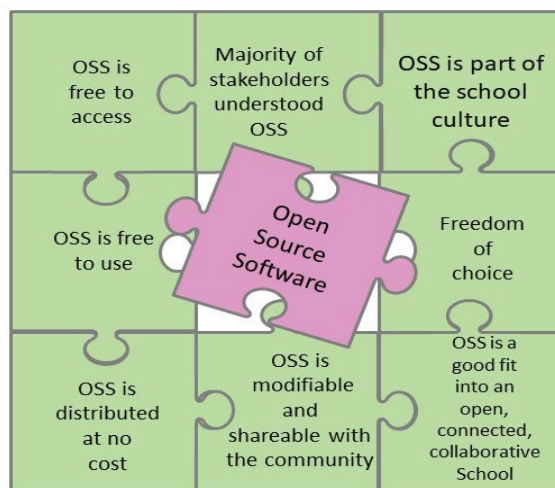 OSS is
free to
access
Majority of
stakeholders
understood
OSS
OSS is part of
the school
culture
OSS is free
to use
Open
Source
Software
Freedom
of
choice
OSS is
distributed
at no
cost
OSS is
modifiable
and
shareable with
the community
OSS is a
good fit
into an
open,
connected,
collaborative
School